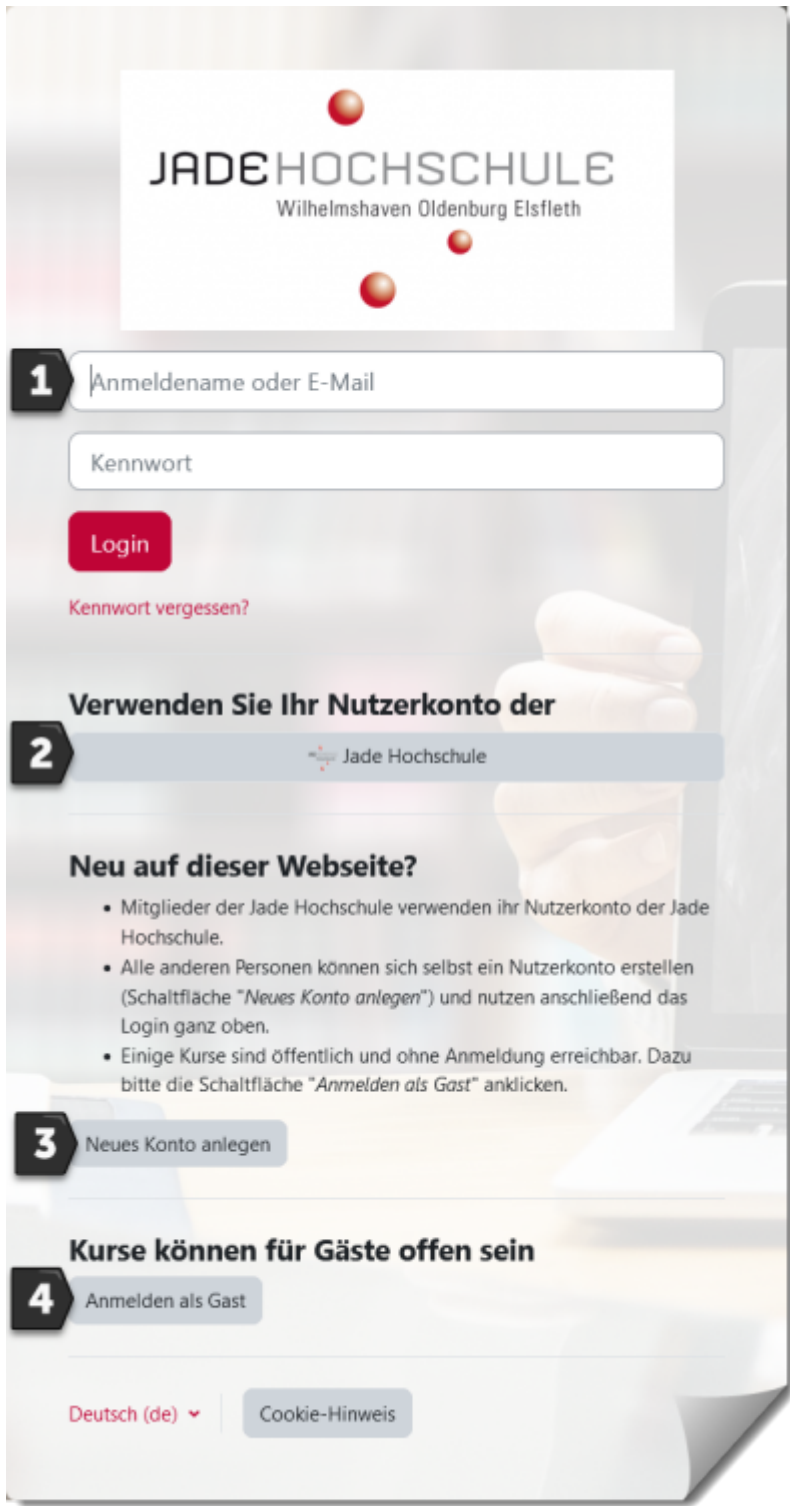 JADEHOCHSCHULE
Wilhelmshaven Oldenburg Elsfleth
1
Anmeldename oder E-Mail
Kennwort
Login
Kennwort vergessen?
Verwenden Sie Ihr Nutzerkonto der
2
Jade Hochschule
Neu auf dieser Webseite?
• Mitglieder der Jade Hochschule verwenden ihr Nutzerkonto der Jade
Hochschule.
• Alle anderen Personen können sich selbst ein Nutzerkonto erstellen
(Schaltfläche "Neues Konto anlegen") und nutzen anschließend das
Login ganz oben.
• Einige Kurse sind öffentlich und ohne Anmeldung erreichbar. Dazu
bitte die Schaltfläche "Anmelden als Gast" anklicken.
3
Neues Konto anlegen
Kurse können für Gäste offen sein
4
Anmelden als Gast
Deutsch (de)
Cookie-Hinweis